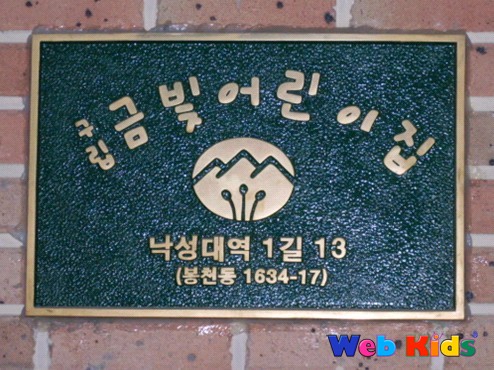 구립 금빛어린이집
낙성대역 1길 13
(봉천동 1634-17)
Web Kids